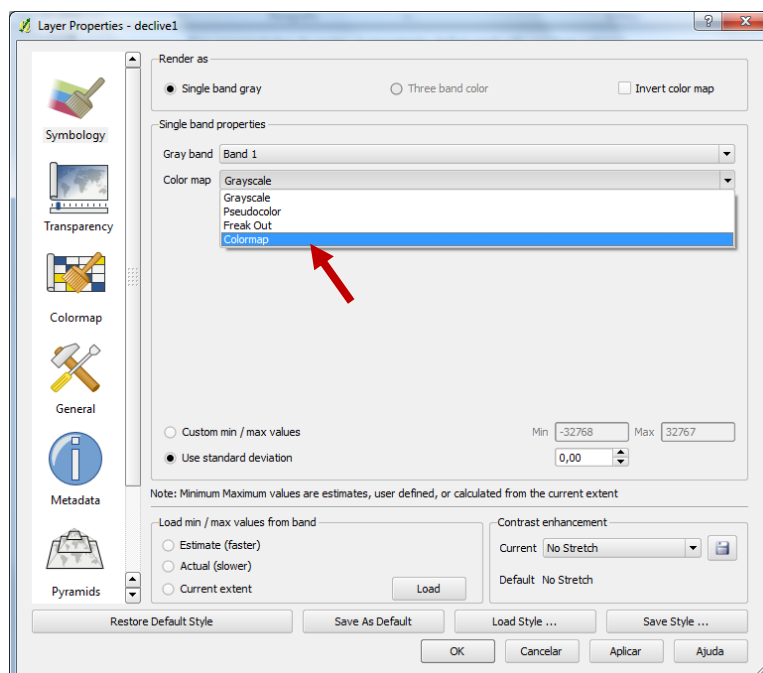 Layer Properties - declive1
Symbology
Transparency
Colormap
General
Metadata
Pyramids
Render as
Single band gray
Three band color
Invert color map
Single band properties
Gray band Band 1
Color map Grayscale
Grayscale
Pseudocolor
Freak Out
Colormap
Custom min / max values
Min -32768 Max 32767
Use standard deviation
0,00
Note: Minimum Maximum values are estimates, user defined, or calculated from the current extent
Load min / max values from band
Estimate (faster)
Actual (slower)
Current extent
Load
Contrast enhancement
Current No Stretch
Default No Stretch
Restore Default Style
Save As Default
Load Style ...
Save Style ...
OK
Cancelar
Aplicar
Ajuda